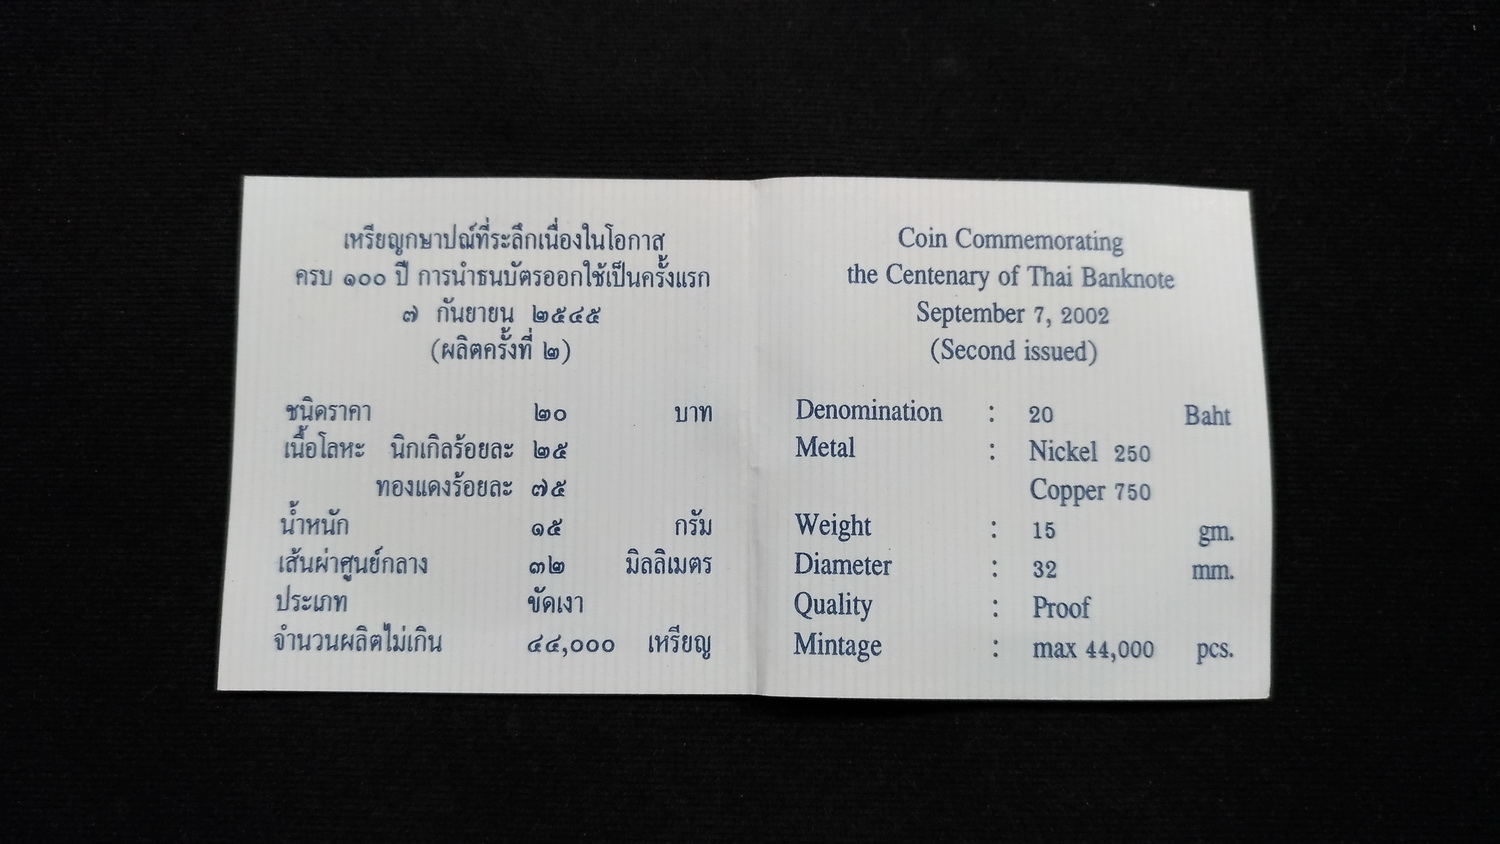 เหรียญกษาปณ์ที่ระลึกเนื่องในโอกาส
ครบ ๑๐๐ ปี การนำธนบัตรออกใช้เป็นครั้งแรก
๗ กันยายน ๒๕๔๕
(ผลิตครั้งที่ ๒)
ชนิดราคา ๒๐ บาท
เนื้อโลหะ นิกเกิลร้อยละ ๒๕
ทองแดงร้อยละ ๗๕
น้ำหนัก ๑๕ กรัม
เส้นผ่าศูนย์กลาง ๓๒ มิลลิเมตร
ประเภท ขัดเงา
จำนวนผลิตไม่เกิน ๔๔,๐๐๐ เหรียญ
Coin Commemorating
the Centenary of Thai Banknote
September 7, 2002
(Second issued)
Denomination : 20 Baht
Metal : Nickel 250
Copper 750
Weight : 15 gm.
Diameter : 32 mm.
Quality : Proof
Mintage : max 44,000 pcs.